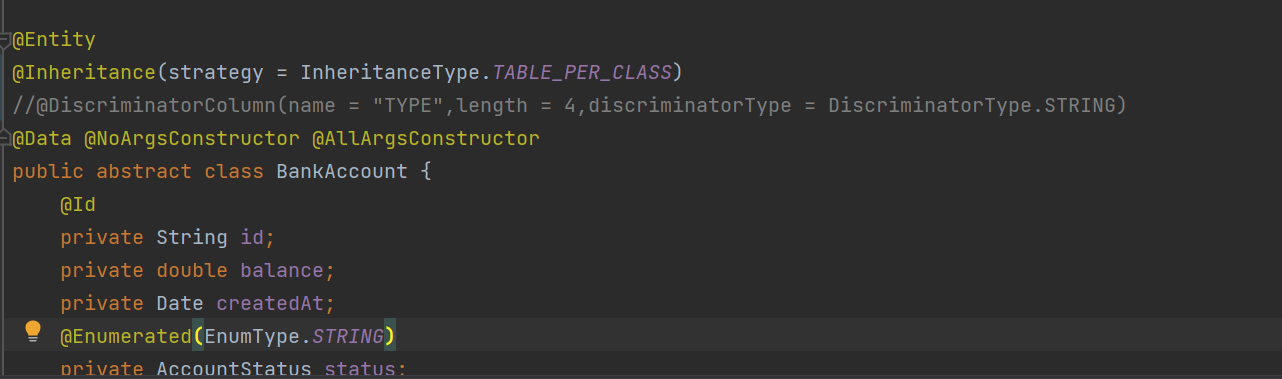 @Entity
@Inheritance(strategy = InheritanceType.TABLE_PER_CLASS)
//@DiscriminatorColumn(name = "TYPE",length = 4,discriminatorType = DiscriminatorType.STRING)
@Data @NoArgsConstructor @AllArgsConstructor
public abstract class BankAccount {
@Id
private String id;
private double balance;
private Date createdAt;
@Enumerated(EnumType.STRING)
private AccountStatus status;